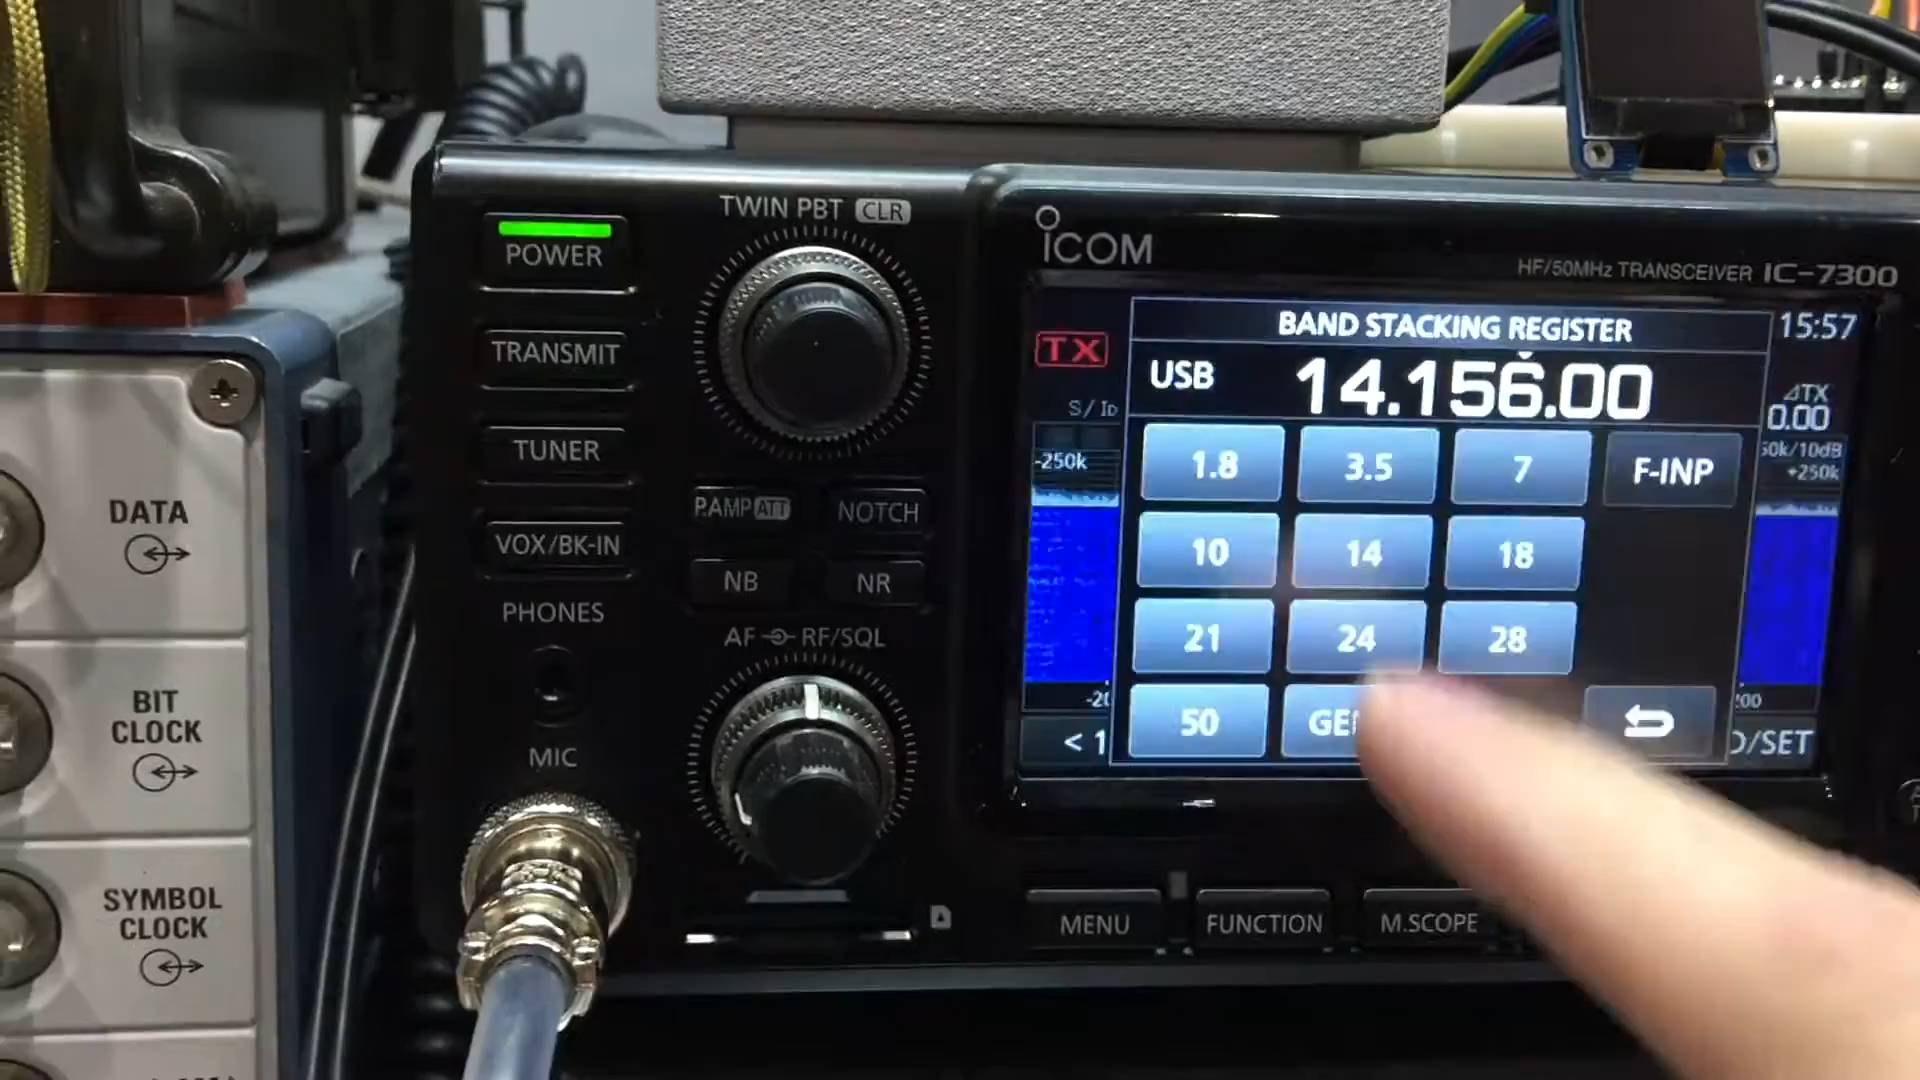 DATA
BIT
CLOCK
SYMBOL
CLOCK
POWER
TRANSMIT
TUNER
VOX/BK-IN
PHONES
MIC
TWIN PBT CLR
P.AMP ATT
NOTCH
NB
NR
AF RF/SQL
ICOM
HF/50MHz TRANSCEIVER IC-7300
BAND STACKING REGISTER
15:57
TX
USB 14.156.00
⊿TX
0.00
S/
-250k
50k/10dB
+250k
1.8 3.5 7 F-INP
10 14 18
21 24 28
50 GE
-20
200
< 1
D/SET
MENU FUNCTION M.SCOPE